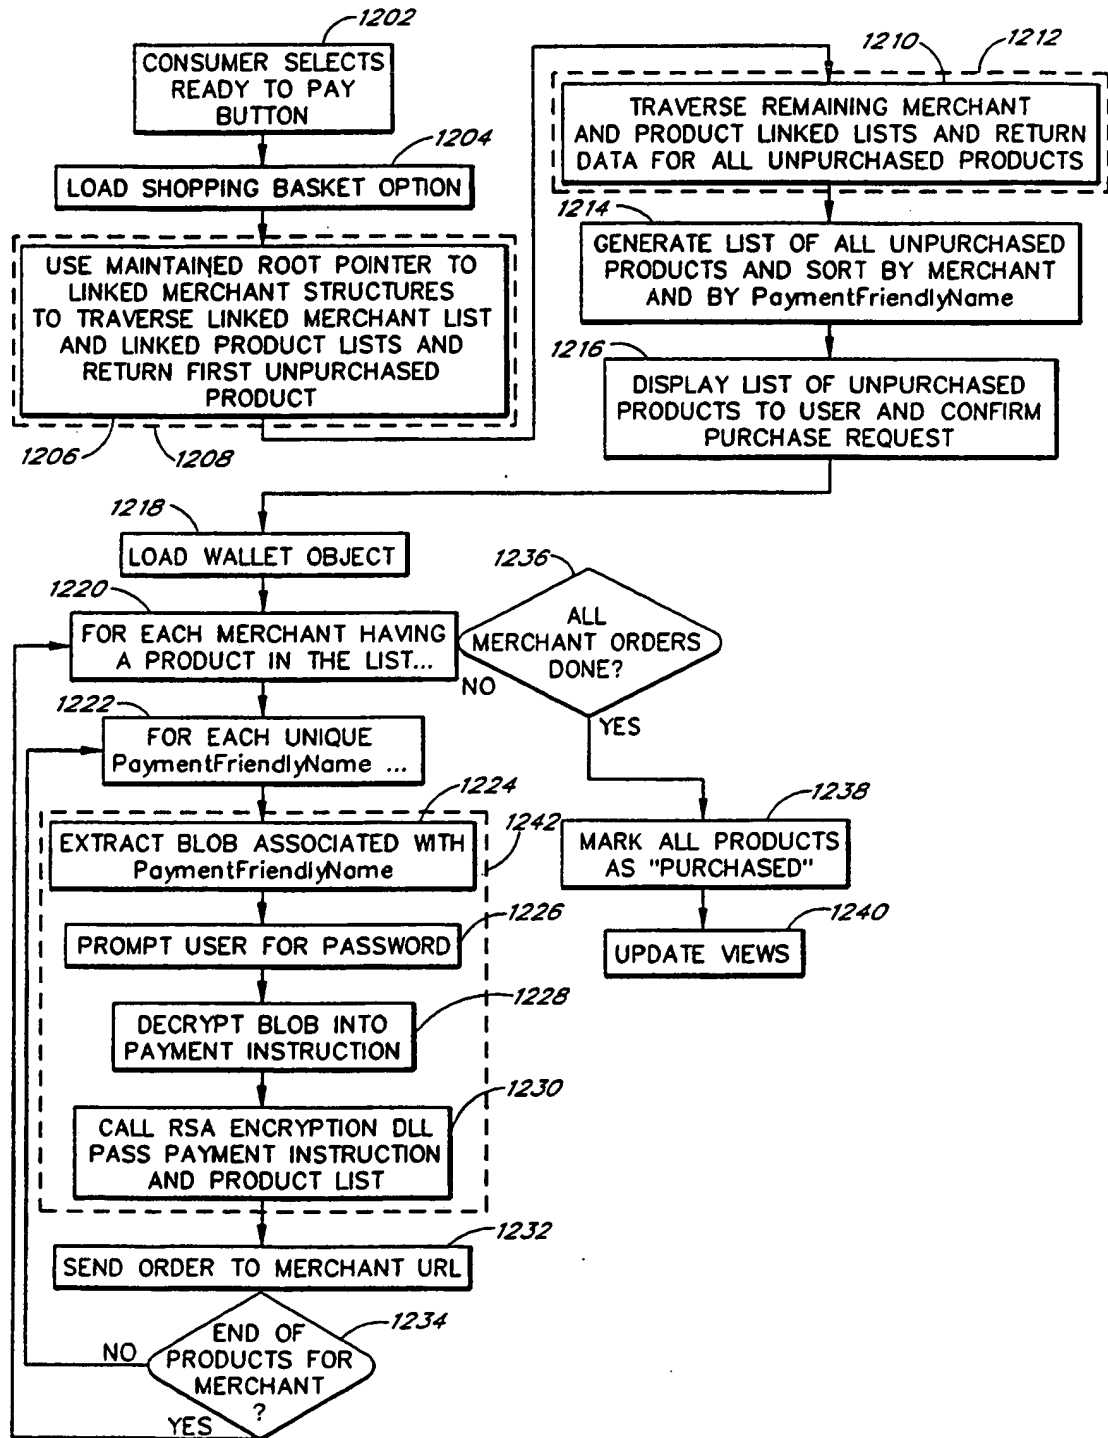 1202
CONSUMER SELECTS
READY TO PAY
BUTTON
1204
LOAD SHOPPING BASKET OPTION
USE MAINTAINED ROOT POINTER TO
LINKED MERCHANT STRUCTURES
TO TRAVERSE LINKED MERCHANT LIST
AND LINKED PRODUCT LISTS AND
RETURN FIRST UNPURCHASED
PRODUCT
1206
1208
1210
1212
TRAVERSE REMAINING MERCHANT
AND PRODUCT LINKED LISTS AND RETURN
DATA FOR ALL UNPURCHASED PRODUCTS
1214
GENERATE LIST OF ALL UNPURCHASED
PRODUCTS AND SORT BY MERCHANT
AND BY PaymentFriendlyName
1216
DISPLAY LIST OF UNPURCHASED
PRODUCTS TO USER AND CONFIRM
PURCHASE REQUEST
1218
LOAD WALLET OBJECT
1220
FOR EACH MERCHANT HAVING
A PRODUCT IN THE LIST...
1236
ALL
MERCHANT ORDERS
DONE?
NO
YES
1222
FOR EACH UNIQUE
PaymentFriendlyName ...
1224
1242
EXTRACT BLOB ASSOCIATED WITH
PaymentFriendlyName
1226
PROMPT USER FOR PASSWORD
1228
DECRYPT BLOB INTO
PAYMENT INSTRUCTION
1230
CALL RSA ENCRYPTION DLL
PASS PAYMENT INSTRUCTION
AND PRODUCT LIST
1232
SEND ORDER TO MERCHANT URL
1234
END OF
PRODUCTS FOR
MERCHANT
?
NO
YES
1238
MARK ALL PRODUCTS
AS "PURCHASED"
1240
UPDATE VIEWS